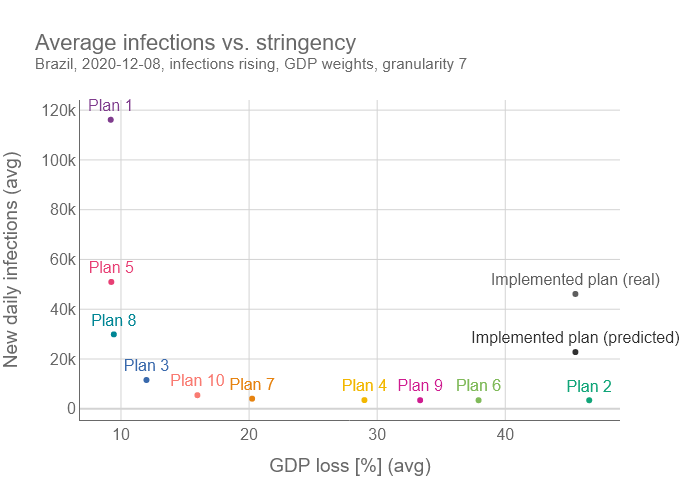 Average infections vs. stringency
Brazil, 2020-12-08, infections rising, GDP weights, granularity 7
New daily infections (avg)
120k
100k
80k
60k
40k
20k
0
Plan 1
Plan 5
Implemented plan (real)
Plan 8
Implemented plan (predicted)
Plan 3
Plan 10
Plan 7
Plan 4
Plan 9
Plan 6
Plan 2
10
20
30
40
GDP loss [%] (avg)